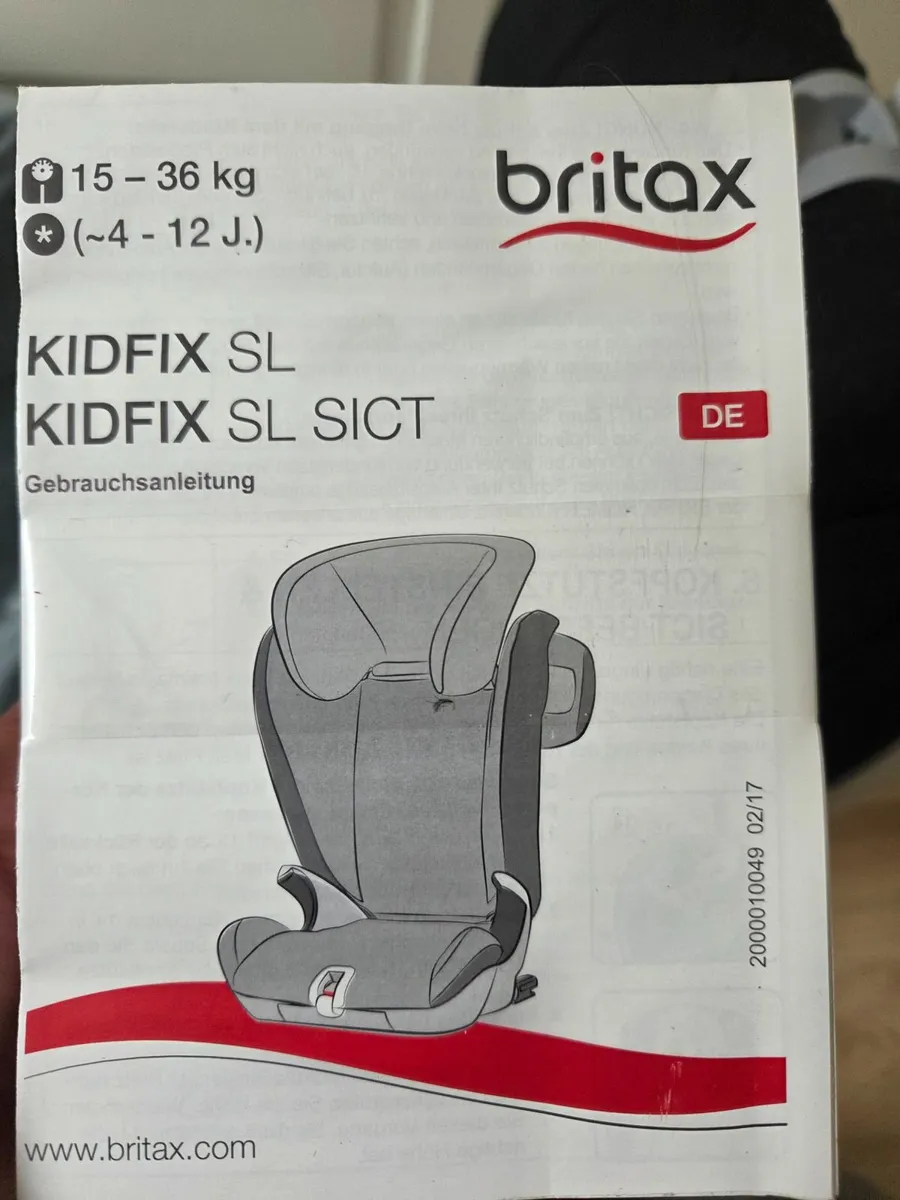 15 – 36 kg
(~4 - 12 J.)
britax
KIDFIX SL
KIDFIX SL SICT
DE
Gebrauchsanleitung
2000010049 02/17
www.britax.com